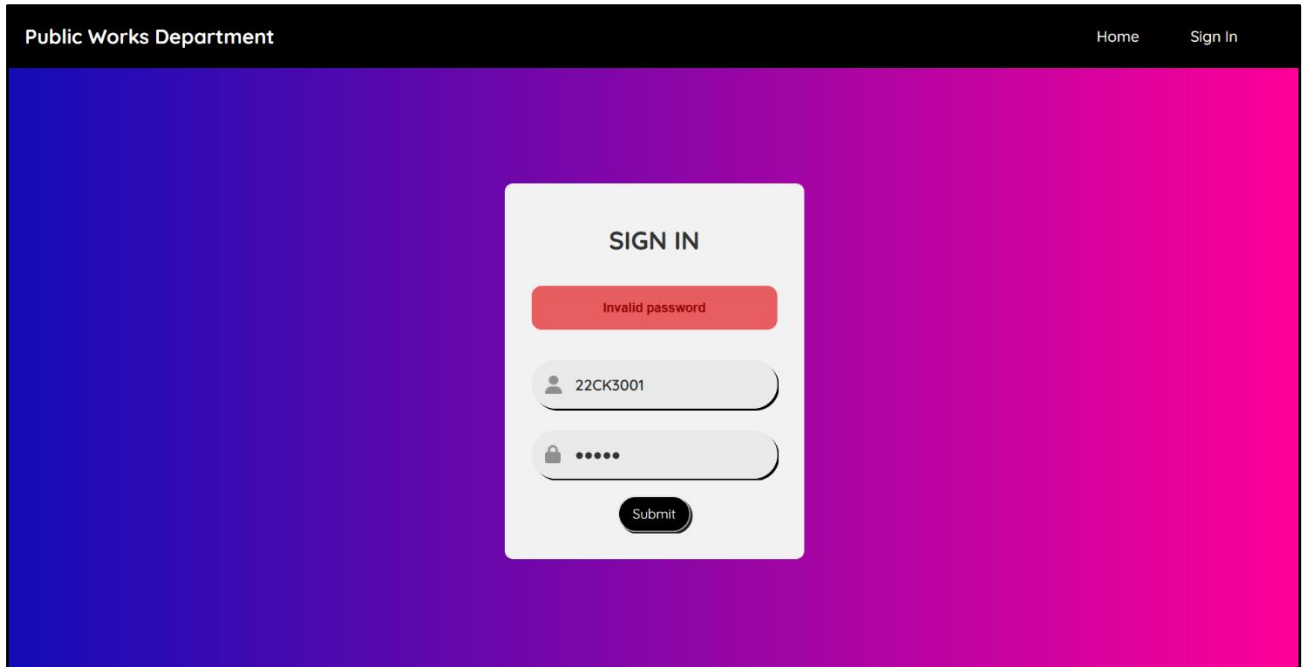 Public Works Department
Home
Sign In
SIGN IN
Invalid password
22CK3001
•••••
Submit